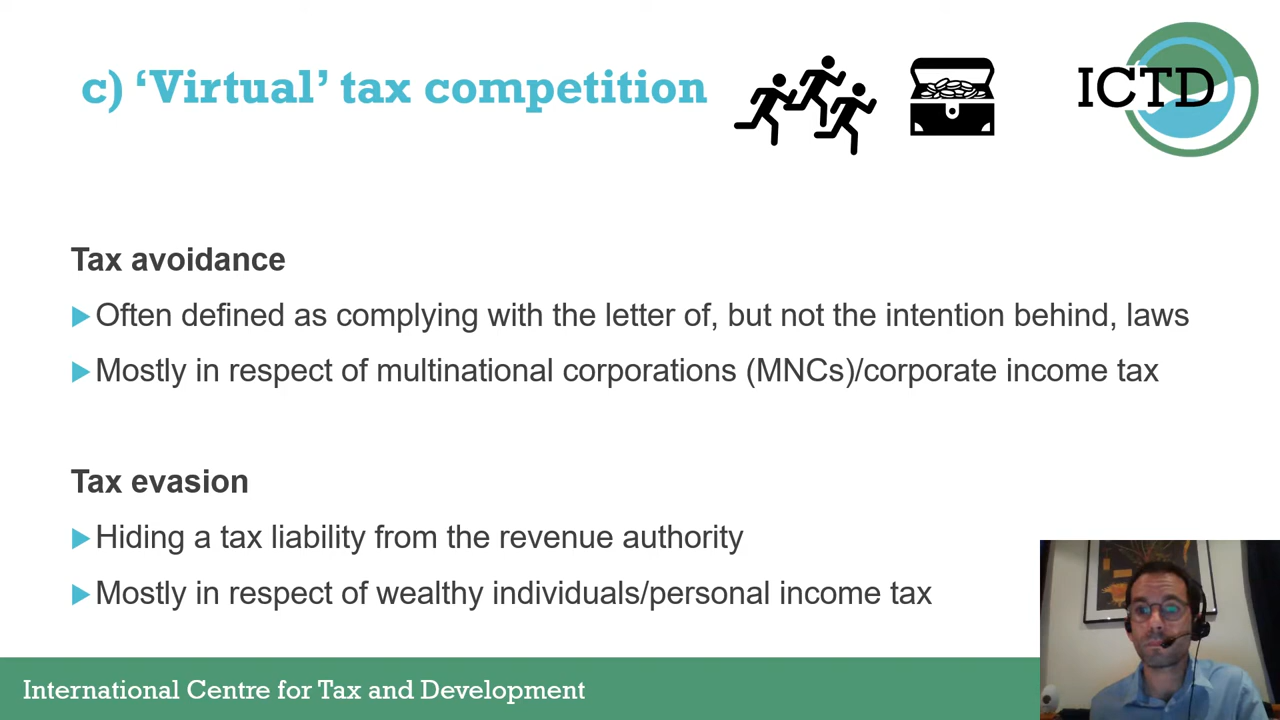 c) ‘Virtual’ tax competition
ICTD
Tax avoidance
Often defined as complying with the letter of, but not the intention behind, laws
Mostly in respect of multinational corporations (MNCs)/corporate income tax
Tax evasion
Hiding a tax liability from the revenue authority
Mostly in respect of wealthy individuals/personal income tax
International Centre for Tax and Development